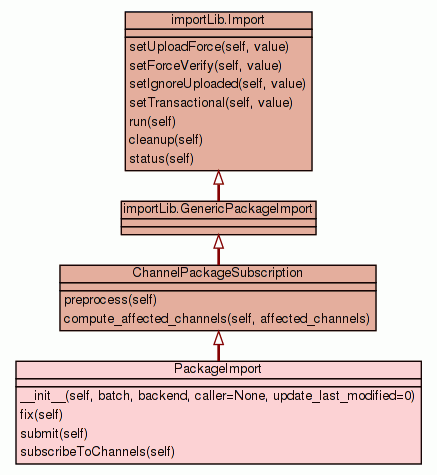 importLib.Import
setUploadForce(self, value)
setForceVerify(self, value)
setIgnoreUploaded(self, value)
setTransactional(self, value)
run(self)
cleanup(self)
status(self)
importLib.GenericPackageImport
ChannelPackageSubscription
preprocess(self)
compute_affected_channels(self, affected_channels)
PackageImport
__init__(self, batch, backend, caller=None, update_last_modified=0)
fix(self)
submit(self)
subscribeToChannels(self)